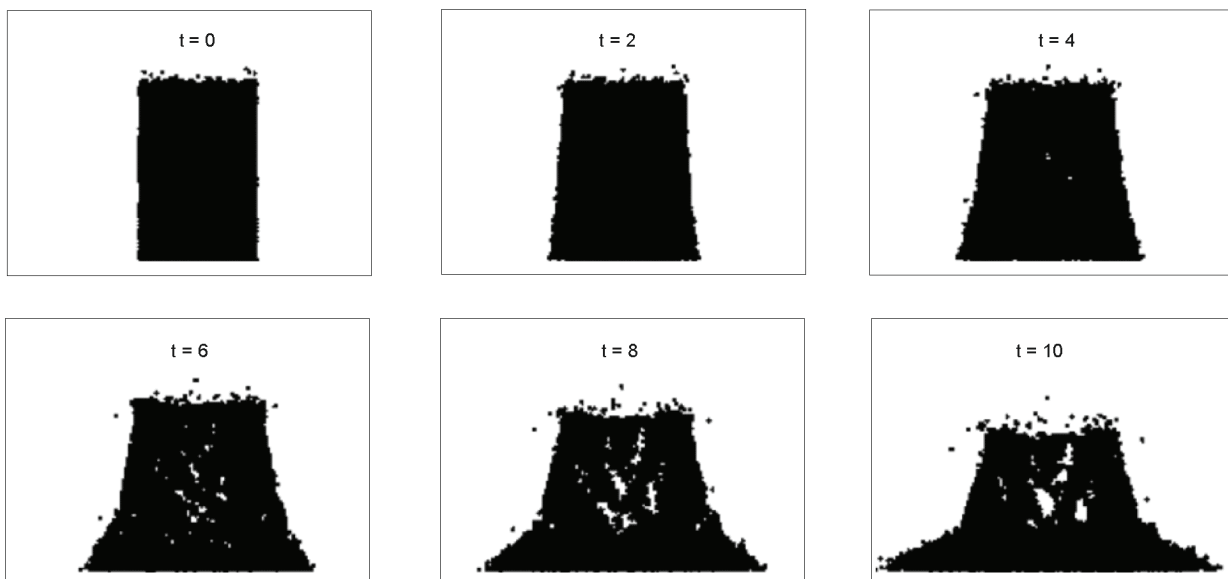 t = 0
t = 2
t = 4
t = 6
t = 8
t = 10